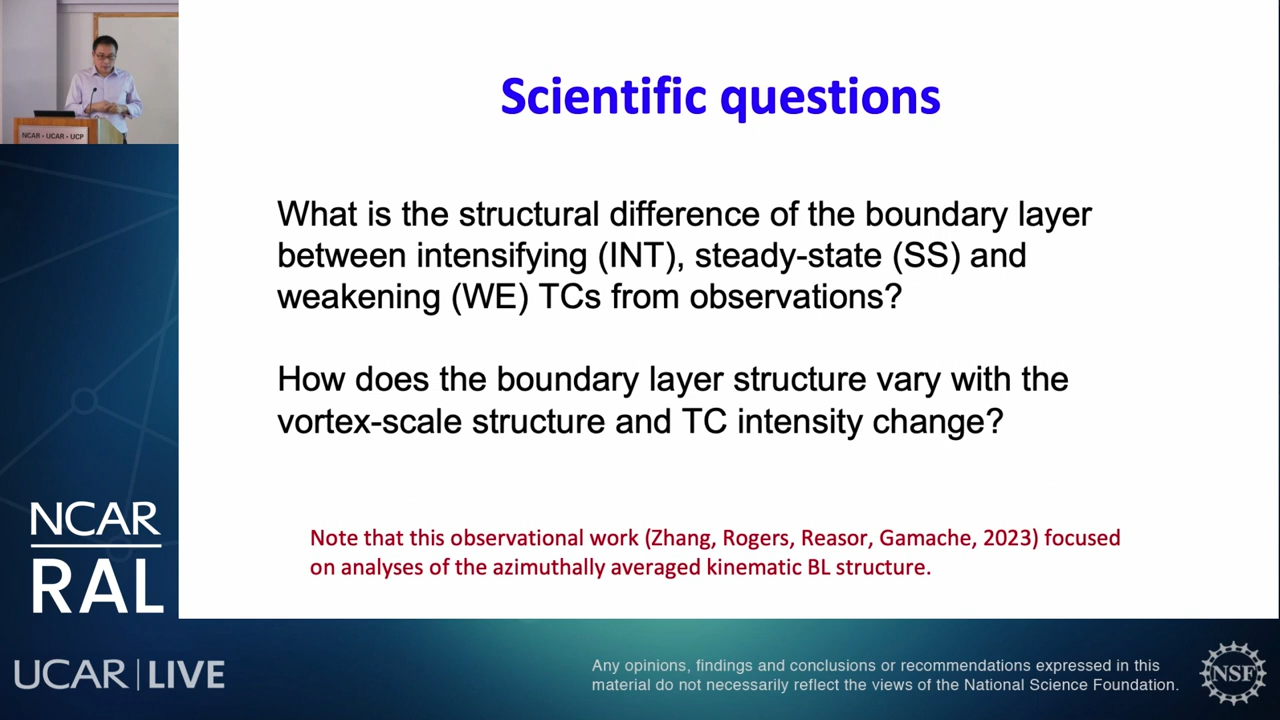 Scientific questions
What is the structural difference of the boundary layer
between intensifying (INT), steady-state (SS) and
weakening (WE) TCs from observations?
How does the boundary layer structure vary with the
vortex-scale structure and TC intensity change?
Note that this observational work (Zhang, Rogers, Reasor, Gamache, 2023) focused
on analyses of the azimuthally averaged kinematic BL structure.
NCAR • UCAR • UCP
NCAR
RAL
UCAR | LIVE
Any opinions, findings and conclusions or recommendations expressed in this
material do not necessarily reflect the views of the National Science Foundation.
NSF